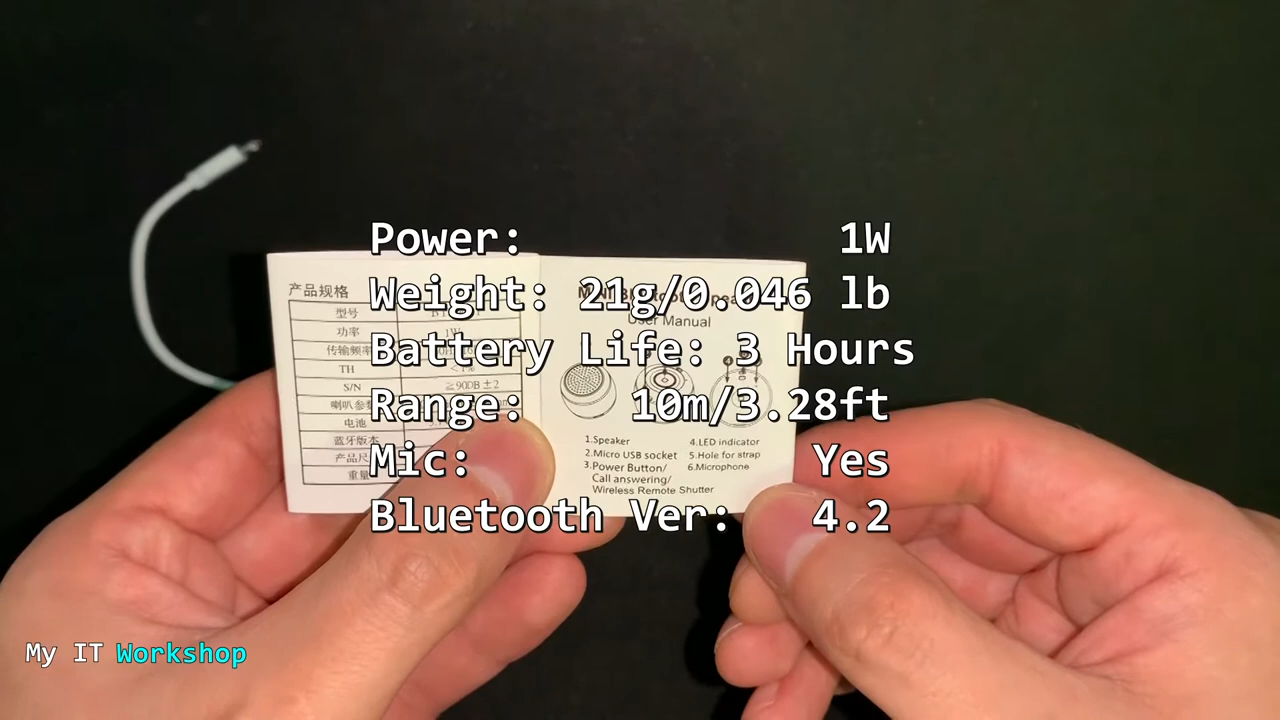 Power: 1W
Weight: 21g/0.046 lb
Battery Life: 3 Hours
Range: 10m/3.28ft
Mic: Yes
Bluetooth Ver: 4.2
产品规格
型号
功率 1W
传输频率
TH <1%
S/N ≧90DB±2
喇叭参数
电池
蓝牙版本
产品尺
重量
User Manual
1.Speaker
2.Micro USB socket
3.Power Button/
Call answering/
Wireless Remote Shutter
4.LED indicator
5.Hole for strap
6.Microphone
My IT Workshop